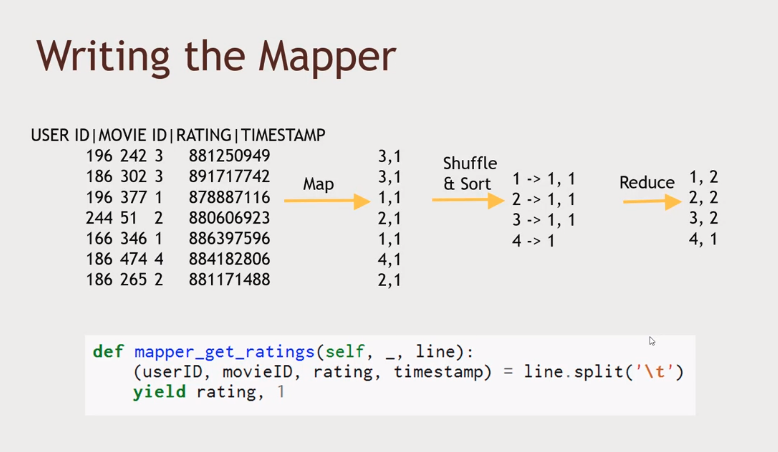 Writing the Mapper
USER ID|MOVIE ID|RATING|TIMESTAMP
196 242 3 881250949
186 302 3 891717742
196 377 1 878887116
244 51 2 880606923
166 346 1 886397596
186 474 4 884182806
186 265 2 881171488
Map
3,1
3,1
1,1
2,1
1,1
4,1
2,1
Shuffle
& Sort
1 -> 1, 1
2 -> 1, 1
3 -> 1, 1
4 -> 1
Reduce
1, 2
2, 2
3, 2
4, 1
def mapper_get_ratings(self, _, line):
    (userID, movieID, rating, timestamp) = line.split('\t')
    yield rating, 1